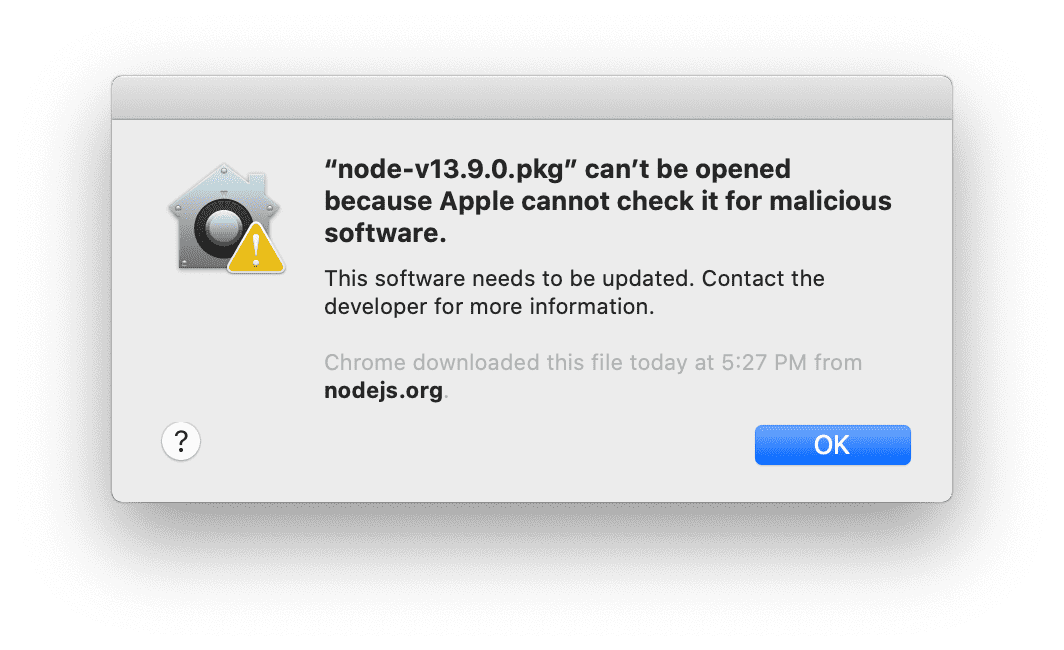 “node-v13.9.0.pkg” can’t be opened
because Apple cannot check it for malicious
software.
This software needs to be updated. Contact the
developer for more information.
Chrome downloaded this file today at 5:27 PM from
nodejs.org.
?
OK